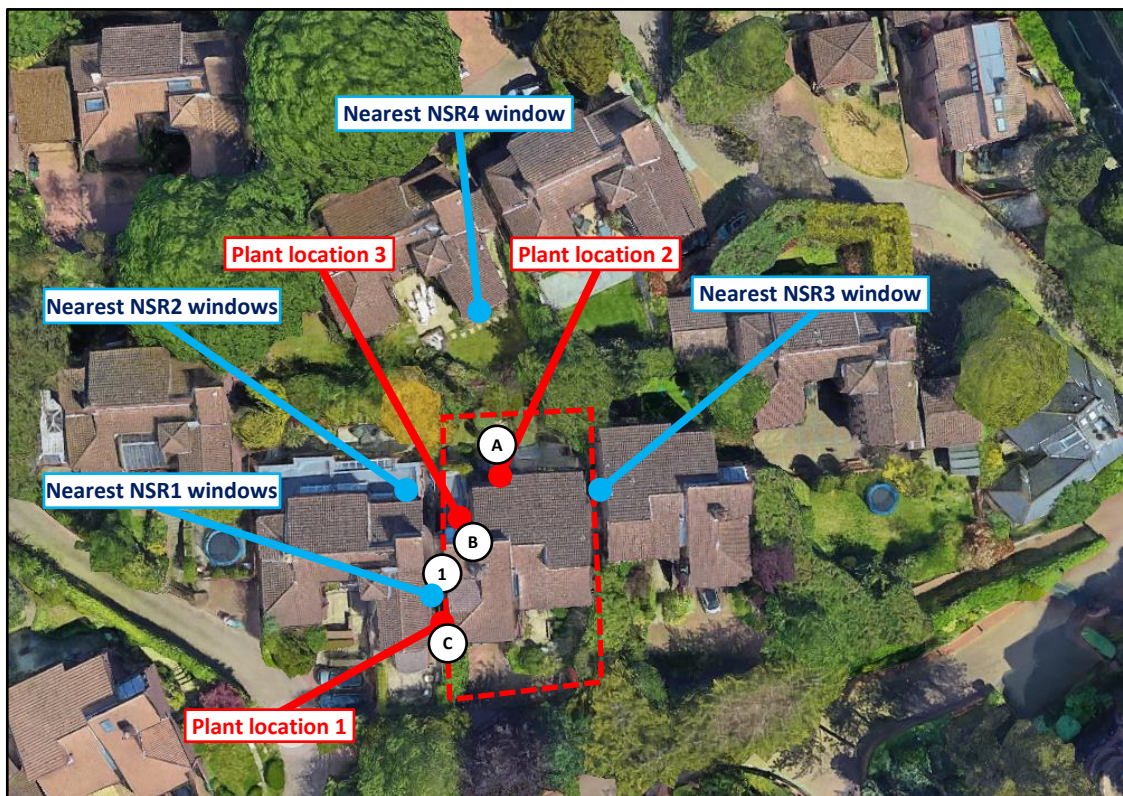 Nearest NSR4 window
Plant location 3
Plant location 2
Nearest NSR2 windows
Nearest NSR3 window
A
Nearest NSR1 windows
B
1
C
Plant location 1